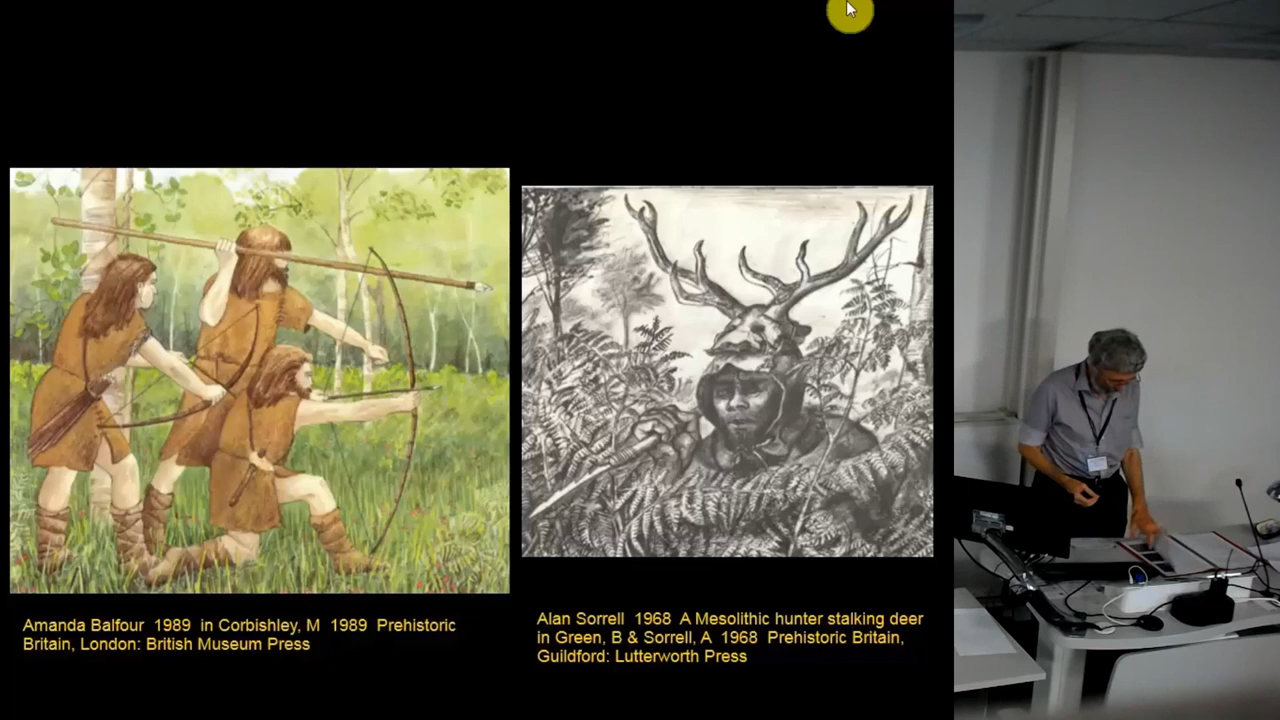 Amanda Balfour 1989 in Corbishley, M 1989 Prehistoric
Britain, London: British Museum Press
Alan Sorrell 1968 A Mesolithic hunter stalking deer
in Green, B & Sorrell, A 1968 Prehistoric Britain,
Guildford: Lutterworth Press